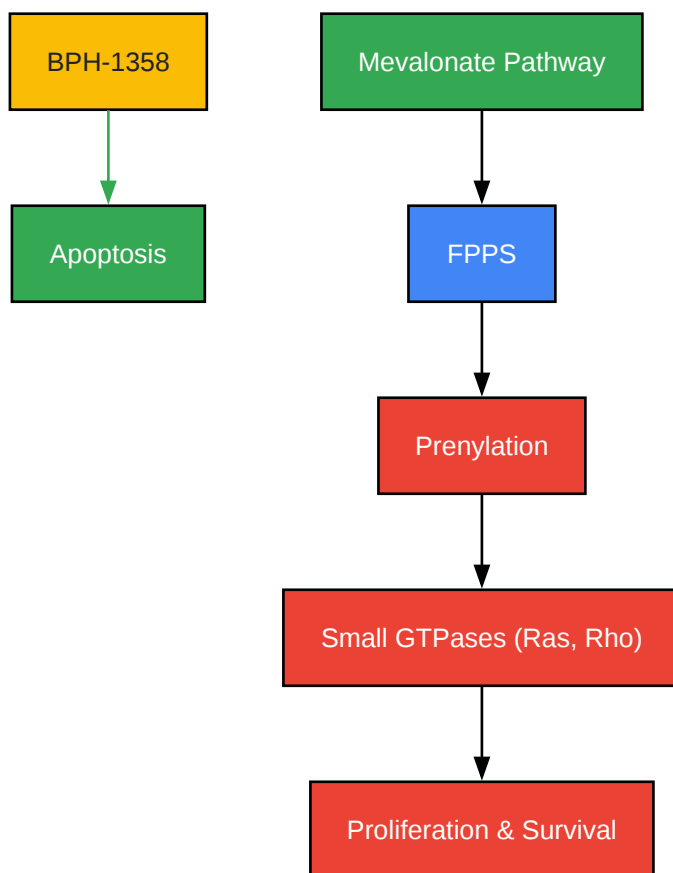 BPH-1358
Mevalonate Pathway
Apoptosis
FPPS
Prenylation
Small GTPases (Ras, Rho)
Proliferation & Survival